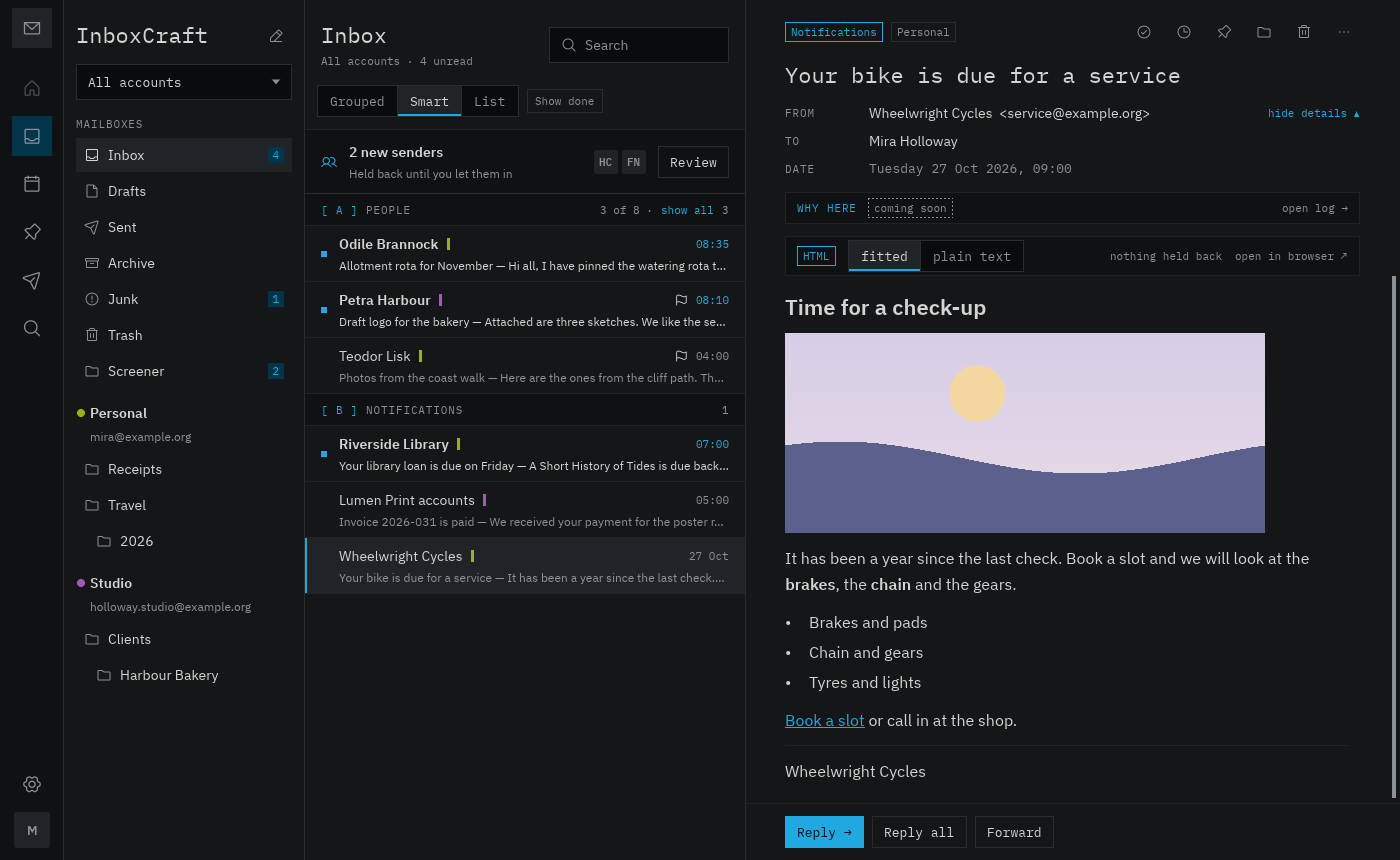 InboxCraft
All accounts
MAILBOXES
Inbox 4
Drafts
Sent
Archive
Junk 1
Trash
Screener 2
Personal
mira@example.org
Receipts
Travel
2026
Studio
holloway.studio@example.org
Clients
Harbour Bakery
M
Inbox
All accounts · 4 unread
Search
Grouped Smart List Show done
2 new senders
Held back until you let them in
HC FN Review
[ A ] PEOPLE 3 of 8 · show all 3
Odile Brannock 08:35
Allotment rota for November — Hi all, I have pinned the watering rota t…
Petra Harbour 08:10
Draft logo for the bakery — Attached are three sketches. We like the se…
Teodor Lisk 04:00
Photos from the coast walk — Here are the ones from the cliff path. Th…
[ B ] NOTIFICATIONS 1
Riverside Library 07:00
Your library loan is due on Friday — A Short History of Tides is due back…
Lumen Print accounts 05:00
Invoice 2026-031 is paid — We received your payment for the poster r…
Wheelwright Cycles 27 Oct
Your bike is due for a service — It has been a year since the last check.…
Notifications Personal
Your bike is due for a service
FROM Wheelwright Cycles <service@example.org> hide details ▴
TO Mira Holloway
DATE Tuesday 27 Oct 2026, 09:00
WHY HERE coming soon open log →
HTML fitted plain text nothing held back open in browser ↗
Time for a check-up
It has been a year since the last check. Book a slot and we will look at the
brakes, the chain and the gears.
• Brakes and pads
• Chain and gears
• Tyres and lights
Book a slot or call in at the shop.
Wheelwright Cycles
Reply → Reply all Forward